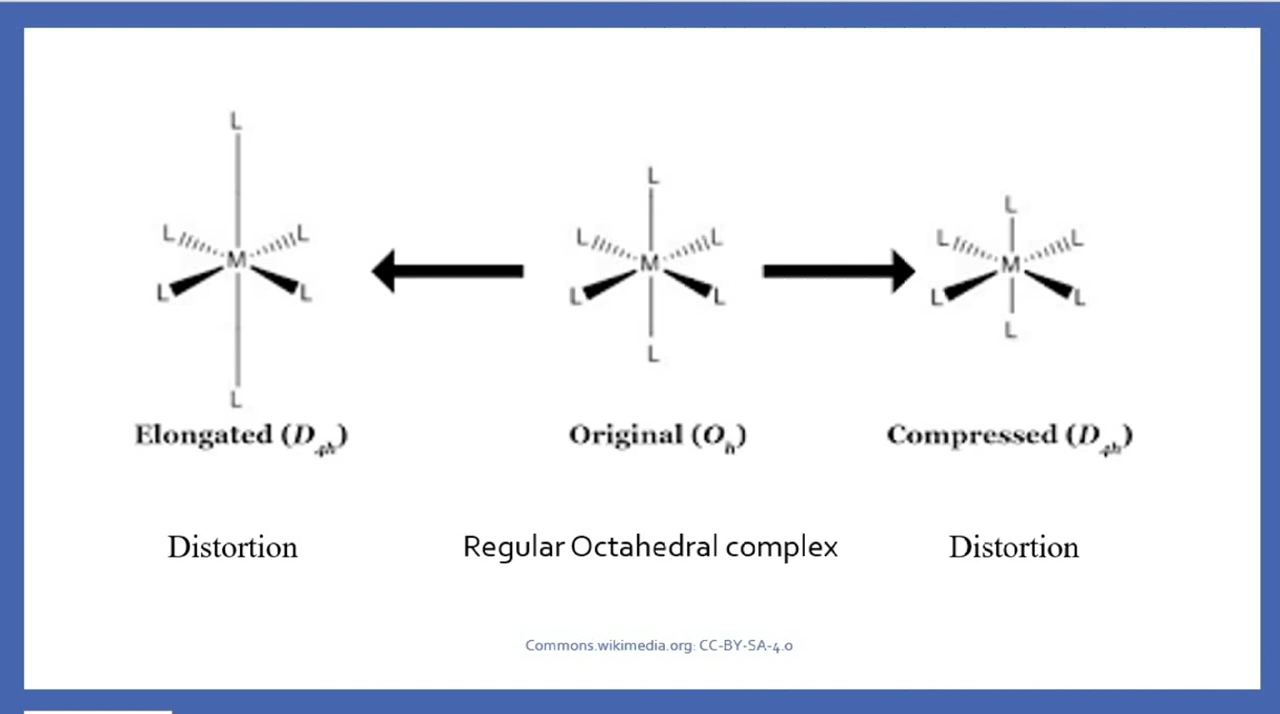 L
L
L
L
L
L
L
L
L
M
L
L
M
L
L
M
L
L
L
L
L
L
L
L
Elongated (D4h)
Original (Oh)
Compressed (D4h)
Distortion
Regular Octahedral complex
Distortion
Commons.wikimedia.org: CC-BY-SA-4.0